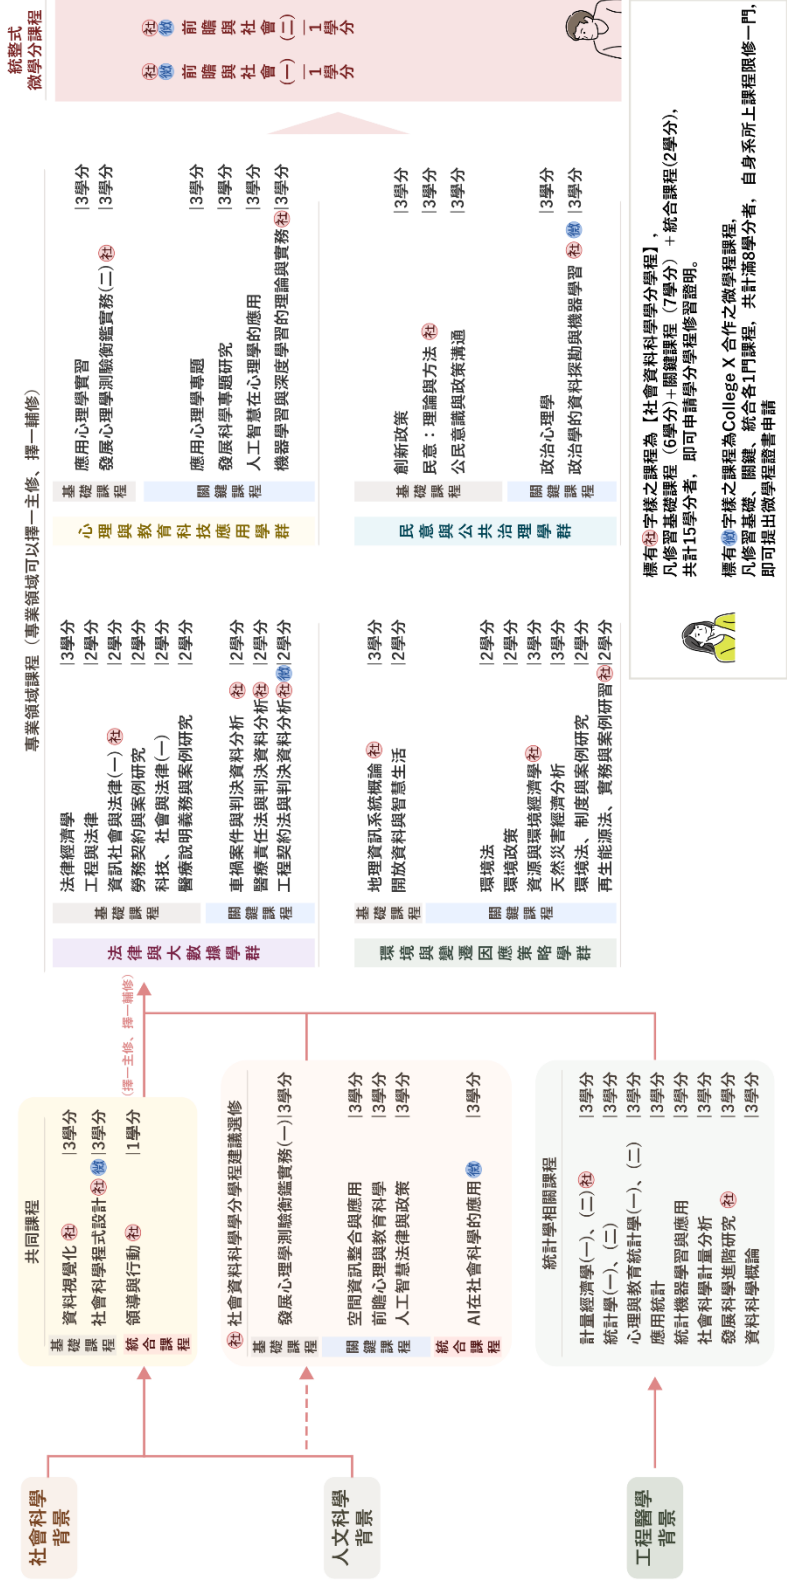 社會科學
背景
人文科學
背景
工程醫學
背景
共同課程
基礎課程
資料視覺化 社 |3學分
社會科學程式設計 社 微 |3學分
統合課程
領導與行動 社 |1學分
社 社會資料科學學分學程建議選修
基礎課程
發展心理學測驗衡鑑實務(一) |3學分
關鍵課程
空間資訊整合與應用 |3學分
前瞻心理與教育科學 |3學分
人工智慧法律與政策 |3學分
統合課程
AI在社會科學的應用 微 |3學分
統計學相關課程
計量經濟學(一)、(二) 社 |3學分
統計學(一)、(二) |3學分
心理與教育統計學(一)、(二) |3學分
應用統計 |3學分
統計機器學習與應用 |3學分
社會科學計量分析 |3學分
發展科學進階研究 社 |3學分
資料科學概論 |3學分
(擇一主修、擇一輔修)
專業領域課程(專業領域可以擇一主修、擇一輔修)
法律與大數據學群
基礎課程
法律經濟學 |3學分
工程與法律 |2學分
資訊社會與法律(一) 社 |2學分
勞務契約與案例研究 |2學分
科技、社會與法律(一) |2學分
醫療說明義務與案例研究 |2學分
關鍵課程
車禍案件與判決資料分析 社 |2學分
醫療責任法與判決資料分析 社 |2學分
工程契約法與判決資料分析 社 微 |2學分
環境與變遷因應策略學群
基礎課程
地理資訊系統概論 社 |3學分
開放資料與智慧生活 |2學分
關鍵課程
環境法 |2學分
環境政策 |2學分
資源與環境經濟學 社 |3學分
天然災害經濟分析 |3學分
環境法、制度與案例研究 |2學分
再生能源法、實務與案例研習 社 |2學分
心理與教育科技應用學群
基礎課程
應用心理學實習 |3學分
發展心理學測驗衡鑑實務(二) 社 |3學分
關鍵課程
應用心理學專題 |3學分
發展科學專題研究 |3學分
人工智慧在心理學的應用 |3學分
機器學習與深度學習的理論與實務 社 |3學分
民意與公共治理學群
基礎課程
創新政策 |3學分
民意：理論與方法 社 |3學分
公民意識與政策溝通 |3學分
關鍵課程
政治心理學 |3學分
政治學的資料探勘與機器學習 社 微 |3學分
統整式
微學分課程
社 微 前瞻與社會(二)|1學分
社 微 前瞻與社會(一)|1學分
標有社字樣之課程為【社會資料科學學分學程】，
凡修習基礎課程（6學分）+關鍵課程（7學分）+統合課程(2學分)，
共計15學分者，即可申請學分學程修習證明。
標有微字樣之課程為College X 合作之微學程課程，
凡修習基礎、關鍵、統合各1門課程，共計滿8學分者，自身系所上課程限修一門，
即可提出微學程證書申請